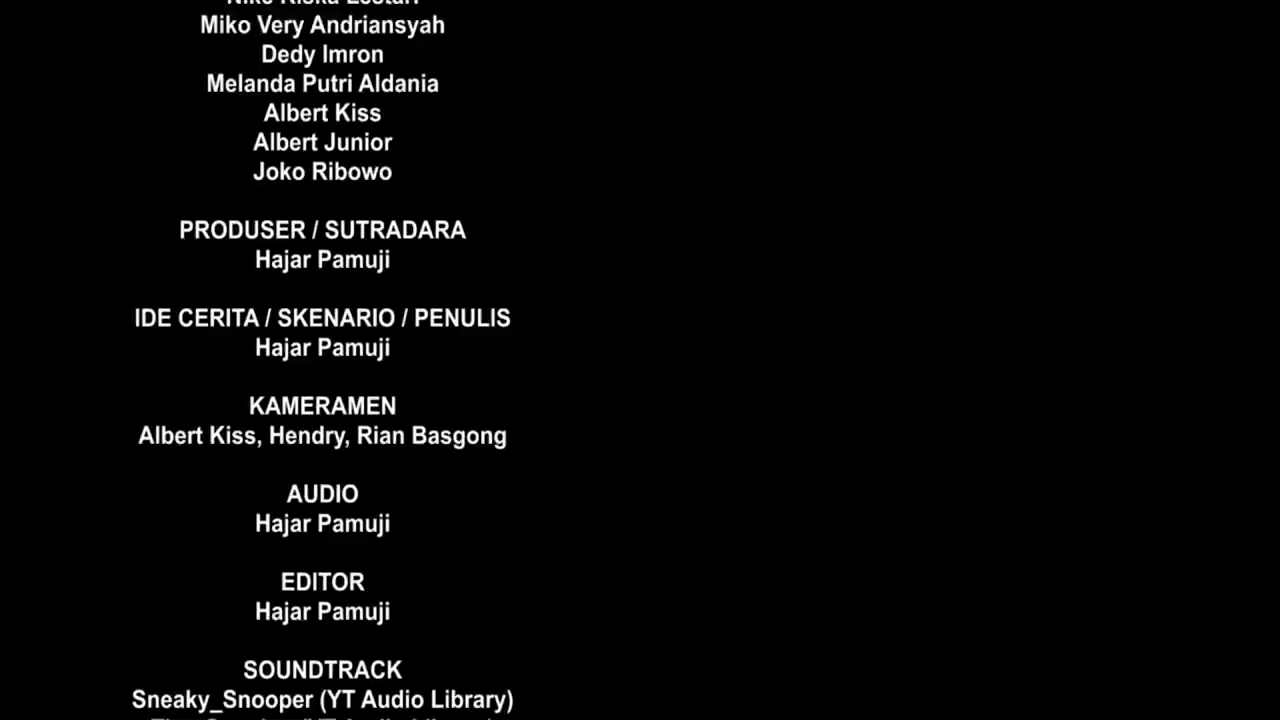 Miko Very Andriansyah
Dedy Imron
Melanda Putri Aldania
Albert Kiss
Albert Junior
Joko Ribowo
PRODUSER / SUTRADARA
Hajar Pamuji
IDE CERITA / SKENARIO / PENULIS
Hajar Pamuji
KAMERAMEN
Albert Kiss, Hendry, Rian Basgong
AUDIO
Hajar Pamuji
EDITOR
Hajar Pamuji
SOUNDTRACK
Sneaky_Snooper (YT Audio Library)